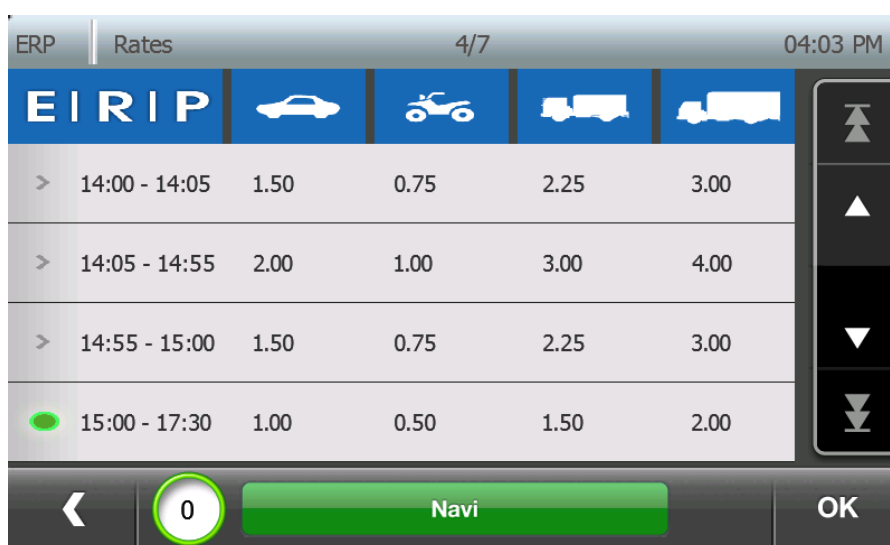 ERP Rates 4/7 04:03 PM
E|R|P
14:00 - 14:05 1.50 0.75 2.25 3.00
14:05 - 14:55 2.00 1.00 3.00 4.00
14:55 - 15:00 1.50 0.75 2.25 3.00
15:00 - 17:30 1.00 0.50 1.50 2.00
0 Navi OK